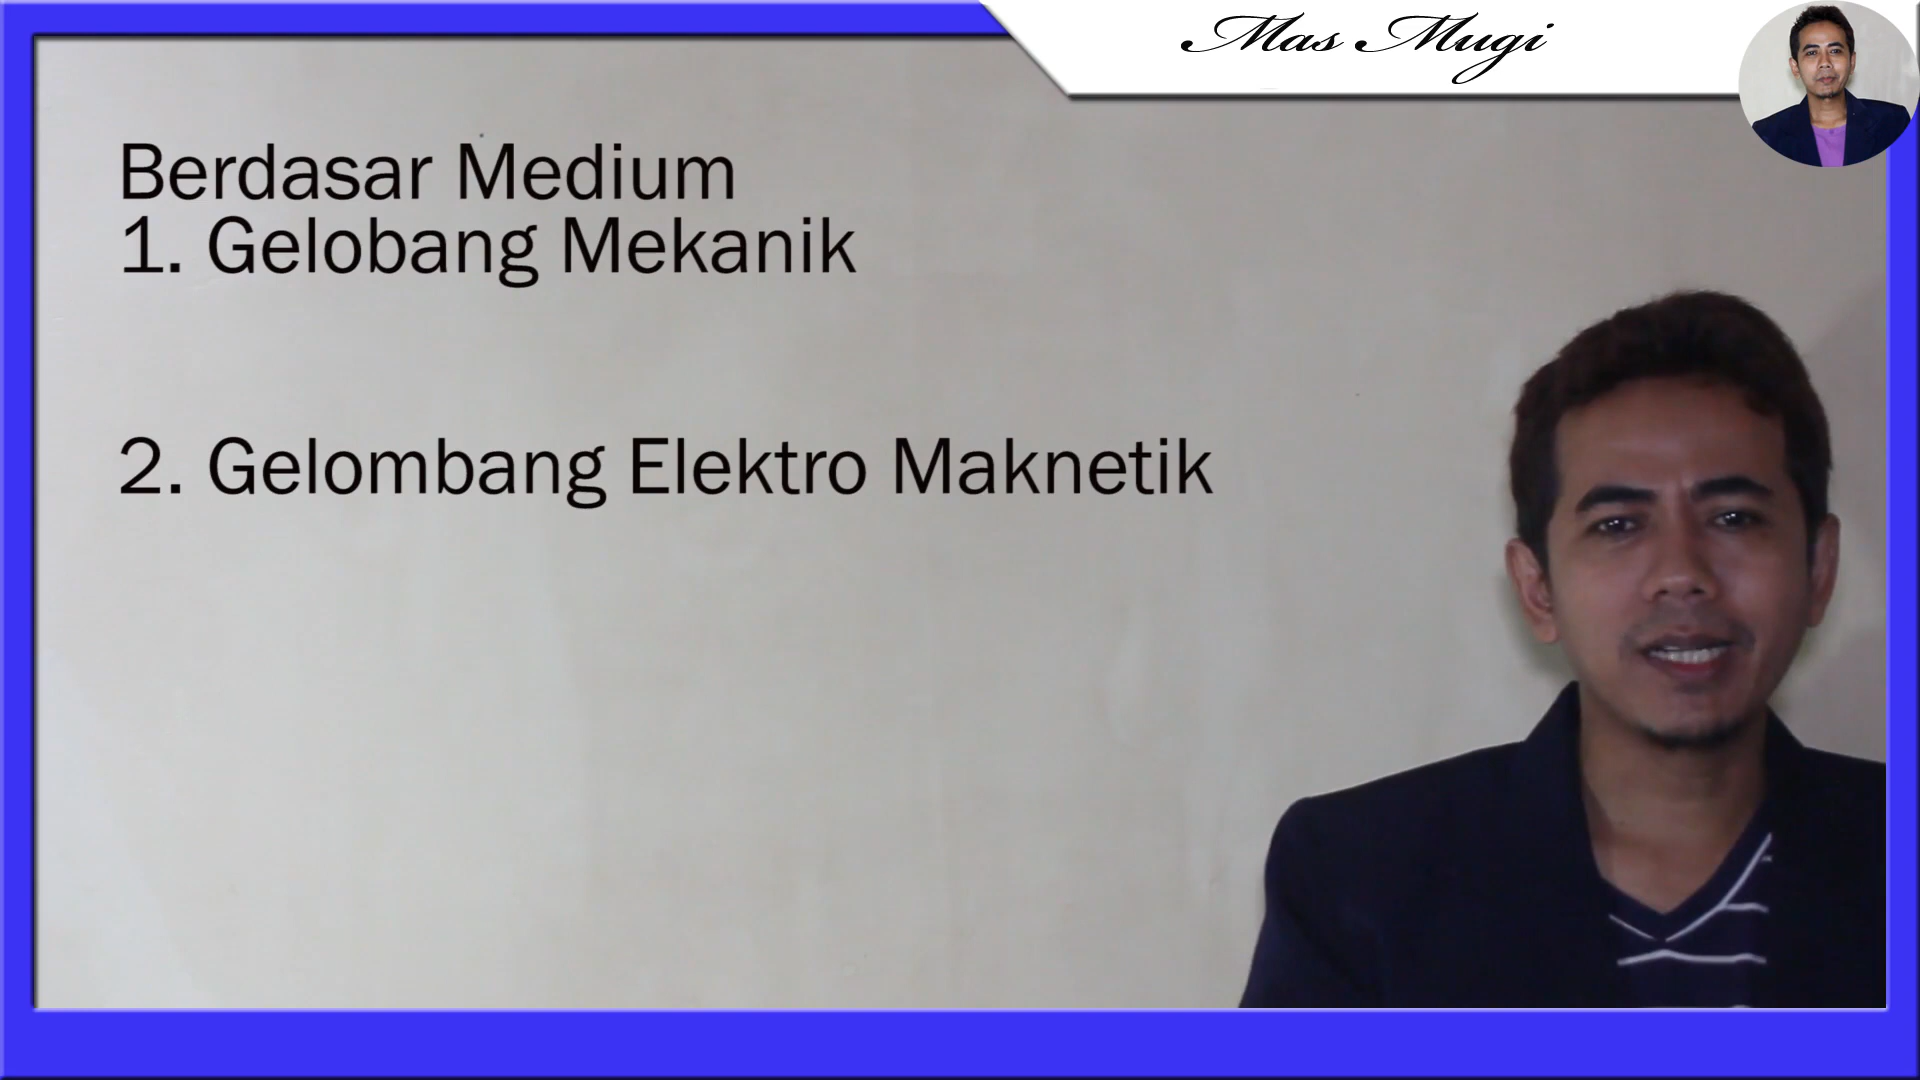 Mas Mugi
Berdasar Medium
1. Gelobang Mekanik
2. Gelombang Elektro Maknetik